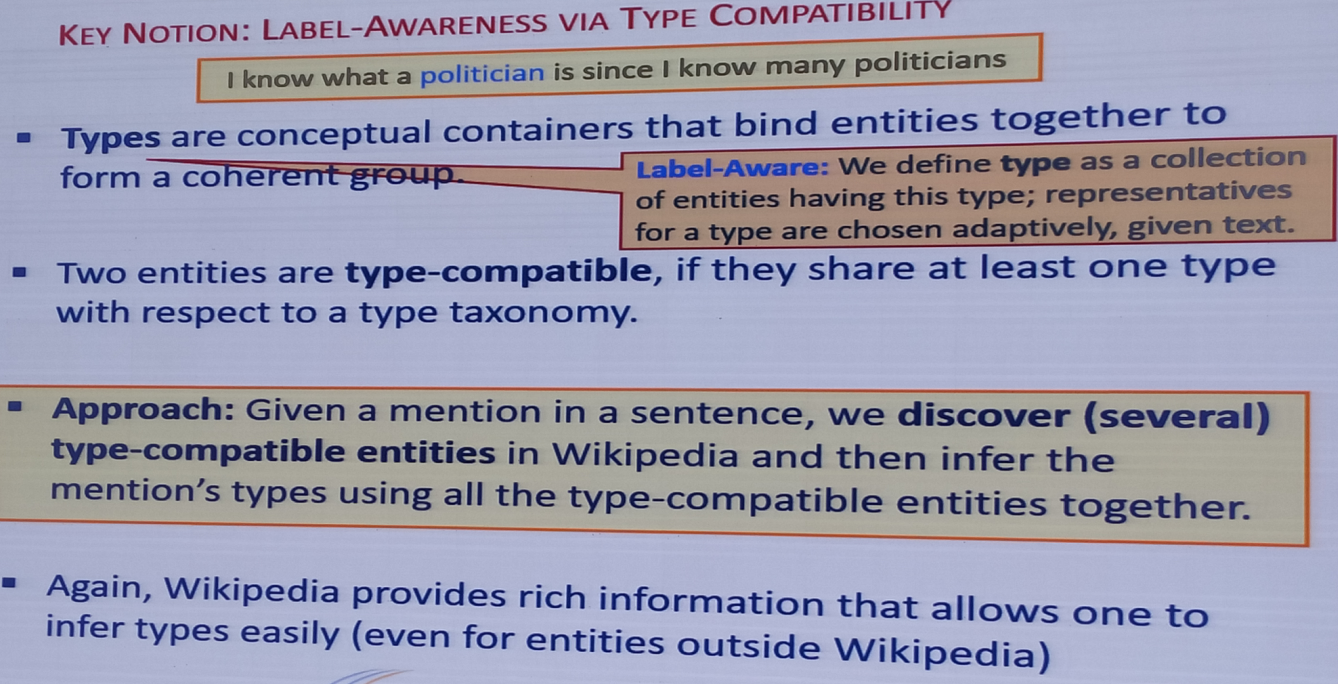 KEY NOTION: LABEL-AWARENESS VIA TYPE COMPATIBILITY
I know what a politician is since I know many politicians
▪ Types are conceptual containers that bind entities together to
form a coherent group.
Label-Aware: We define type as a collection
of entities having this type; representatives
for a type are chosen adaptively, given text.
▪ Two entities are type-compatible, if they share at least one type
with respect to a type taxonomy.
▪ Approach: Given a mention in a sentence, we discover (several)
type-compatible entities in Wikipedia and then infer the
mention's types using all the type-compatible entities together.
▪ Again, Wikipedia provides rich information that allows one to
infer types easily (even for entities outside Wikipedia)